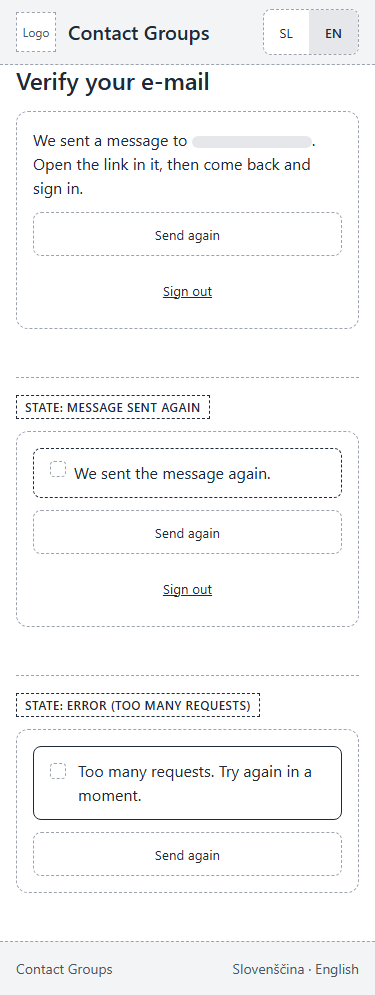 Logo
Contact Groups
SL
EN
Verify your e-mail
We sent a message to .
Open the link in it, then come back and
sign in.
Send again
Sign out
STATE: MESSAGE SENT AGAIN
We sent the message again.
Send again
Sign out
STATE: ERROR (TOO MANY REQUESTS)
Too many requests. Try again in a
moment.
Send again
Contact Groups
Slovenščina · English